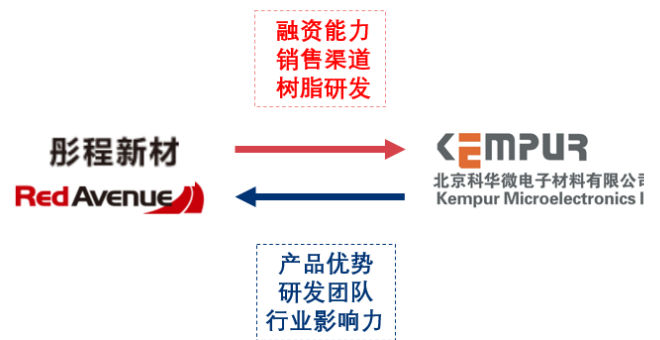 融资能力
销售渠道
树脂研发
彤程新材
Red Avenue
KEMPUR
北京科华微电子材料有限公司
Kempur Microelectronics I
产品优势
研发团队
行业影响力